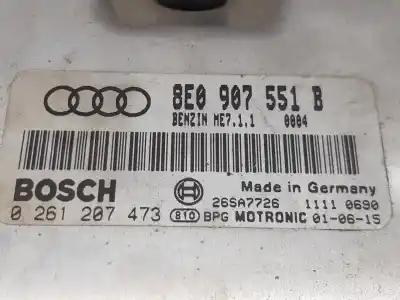 8E0 907 551 B
BENZIN ME7.1.1 0004
BOSCH
Made in Germany
26SA7726 1111 0690
0 261 207 473 810 BPG MOTRONIC 01-06-15